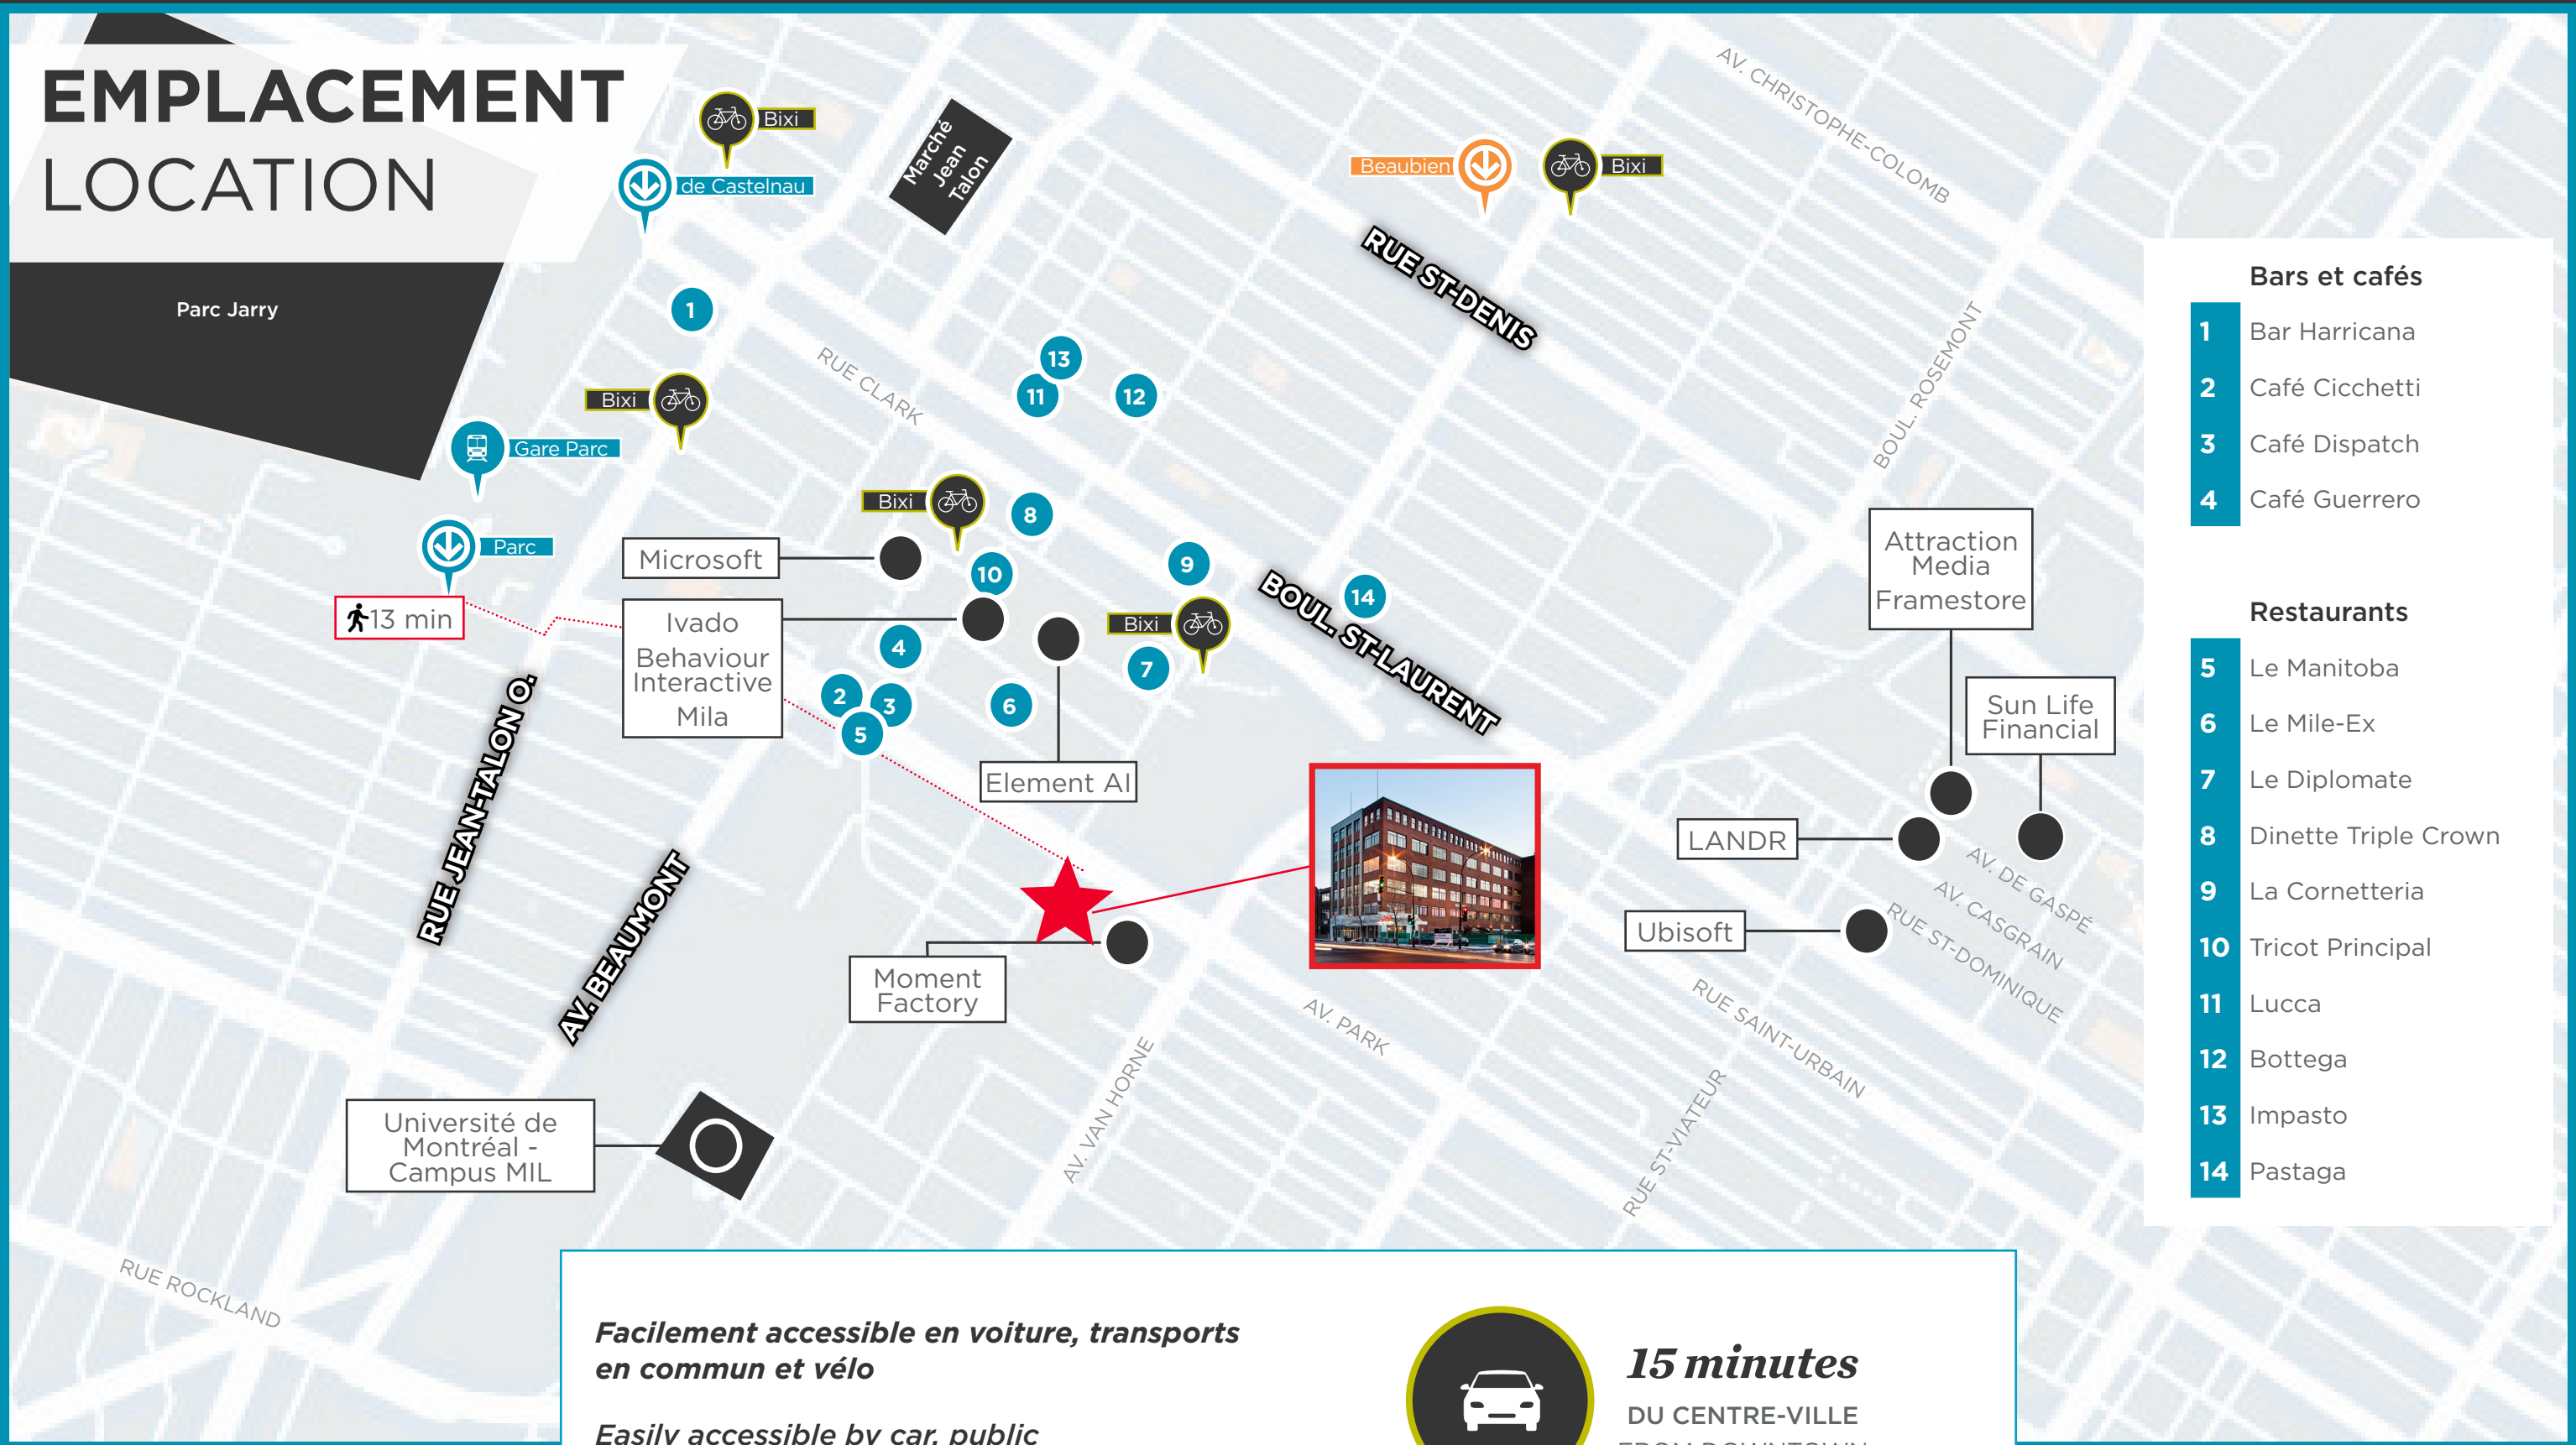 EMPLACEMENT
LOCATION
Bixi
de Castelnau
Marché
Jean
Talon
Beaubien
Bixi
AV. CHRISTOPHE-COLOMB
Parc Jarry
1
RUE ST-DENIS
RUE CLARK
BOUL. ROSEMONT
13
11
12
Bixi
Gare Parc
Bixi
8
Parc
Microsoft
10
9
14
BOUL. ST-LAURENT
13 min
Ivado
Behaviour
Interactive
Mila
4
Bixi
7
2
3
5
6
Element AI
RUE JEAN-TALON O.
AV. BEAUMONT
Attraction
Media
Framestore
Sun Life
Financial
LANDR
Ubisoft
AV. DE GASPÉ
AV. CASGRAIN
RUE ST-DOMINIQUE
RUE SAINT-URBAIN
AV. PARK
Moment
Factory
AV. VAN HORNE
RUE ST-VIATEUR
Université de
Montréal -
Campus MIL
RUE ROCKLAND
Bars et cafés
1 Bar Harricana
2 Café Cicchetti
3 Café Dispatch
4 Café Guerrero
Restaurants
5 Le Manitoba
6 Le Mile-Ex
7 Le Diplomate
8 Dinette Triple Crown
9 La Cornetteria
10 Tricot Principal
11 Lucca
12 Bottega
13 Impasto
14 Pastaga
Facilement accessible en voiture, transports
en commun et vélo
Easily accessible by car, public
15 minutes
DU CENTRE-VILLE
FROM DOWNTOWN